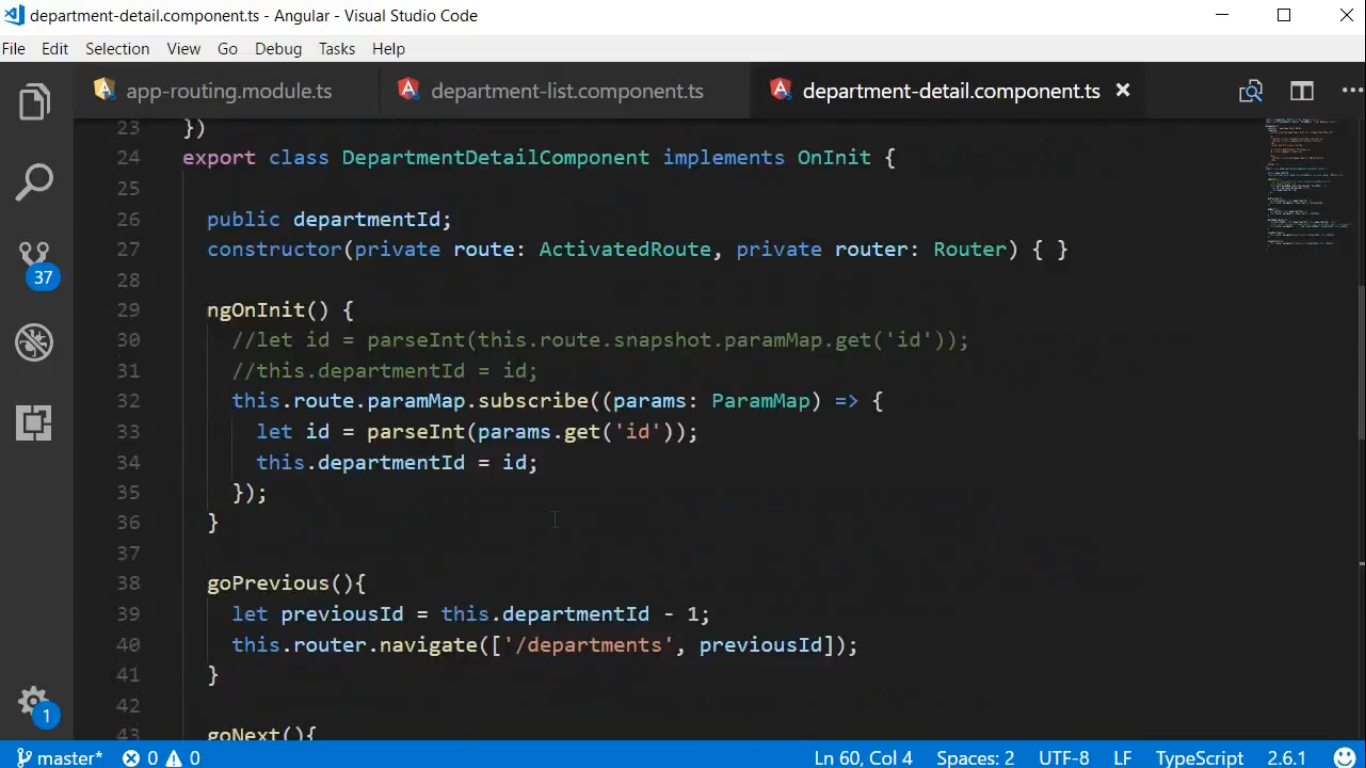 department-detail.component.ts - Angular - Visual Studio Code
File Edit Selection View Go Debug Tasks Help
app-routing.module.ts department-list.component.ts department-detail.component.ts
23 })
24 export class DepartmentDetailComponent implements OnInit {
25
26 public departmentId;
27 constructor(private route: ActivatedRoute, private router: Router) { }
28
29 ngOnInit() {
30 //let id = parseInt(this.route.snapshot.paramMap.get('id'));
31 //this.departmentId = id;
32 this.route.paramMap.subscribe((params: ParamMap) => {
33 let id = parseInt(params.get('id'));
34 this.departmentId = id;
35 });
36 }
37
38 goPrevious(){
39 let previousId = this.departmentId - 1;
40 this.router.navigate(['/departments', previousId]);
41 }
42
43 goNext(){
37
1
master* 0 0 Ln 60, Col 4 Spaces: 2 UTF-8 LF TypeScript 2.6.1